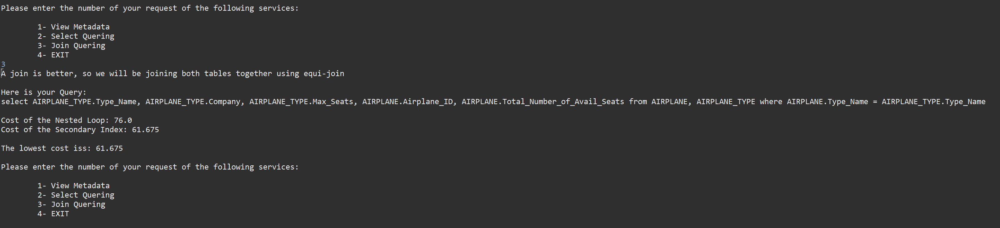 Please enter the number of your request of the following services:
1- View Metadata
2- Select Quering
3- Join Quering
4- EXIT
3
A join is better, so we will be joining both tables together using equi-join
Here is your Query:
select AIRPLANE_TYPE.Type_Name, AIRPLANE_TYPE.Company, AIRPLANE_TYPE.Max_Seats, AIRPLANE.Airplane_ID, AIRPLANE.Total_Number_of_Avail_Seats from AIRPLANE, AIRPLANE_TYPE where AIRPLANE.Type_Name = AIRPLANE_TYPE.Type_Name
Cost of the Nested Loop: 76.0
Cost of the Secondary Index: 61.675
The lowest cost iss: 61.675
Please enter the number of your request of the following services:
1- View Metadata
2- Select Quering
3- Join Quering
4- EXIT